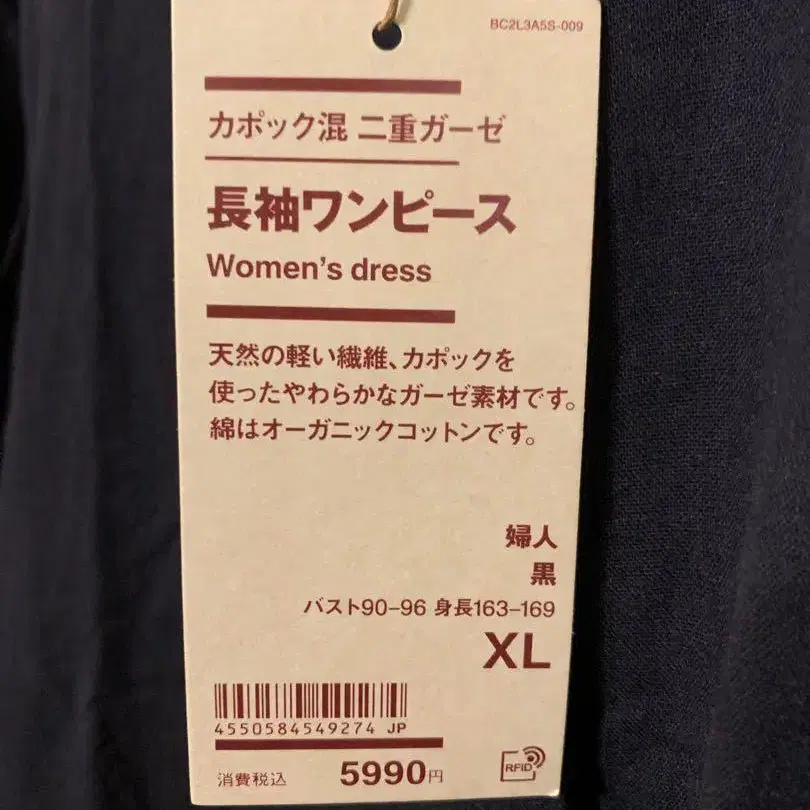 BC2L3A5S-009
カポック混 二重ガーゼ
長袖ワンピース
Women's dress
天然の軽い繊維、カポックを
使ったやわらかなガーゼ素材です。
綿はオーガニックコットンです。
婦人
黒
バスト90-96 身長163-169
XL
4550584549274 JP
消費税込 5990円
RFID